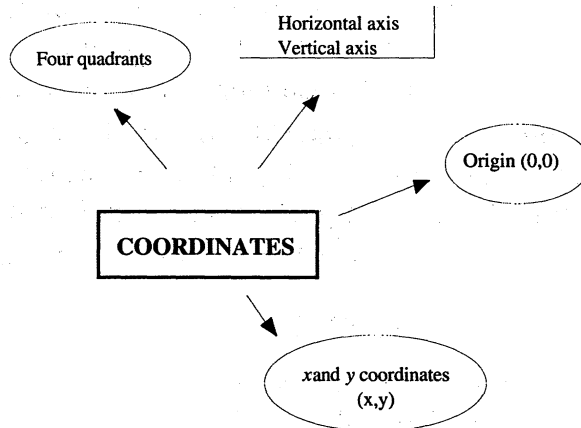 Horizontal axis
Vertical axis
Four quadrants
Origin (0,0)
COORDINATES
xand y coordinates
(x,y)